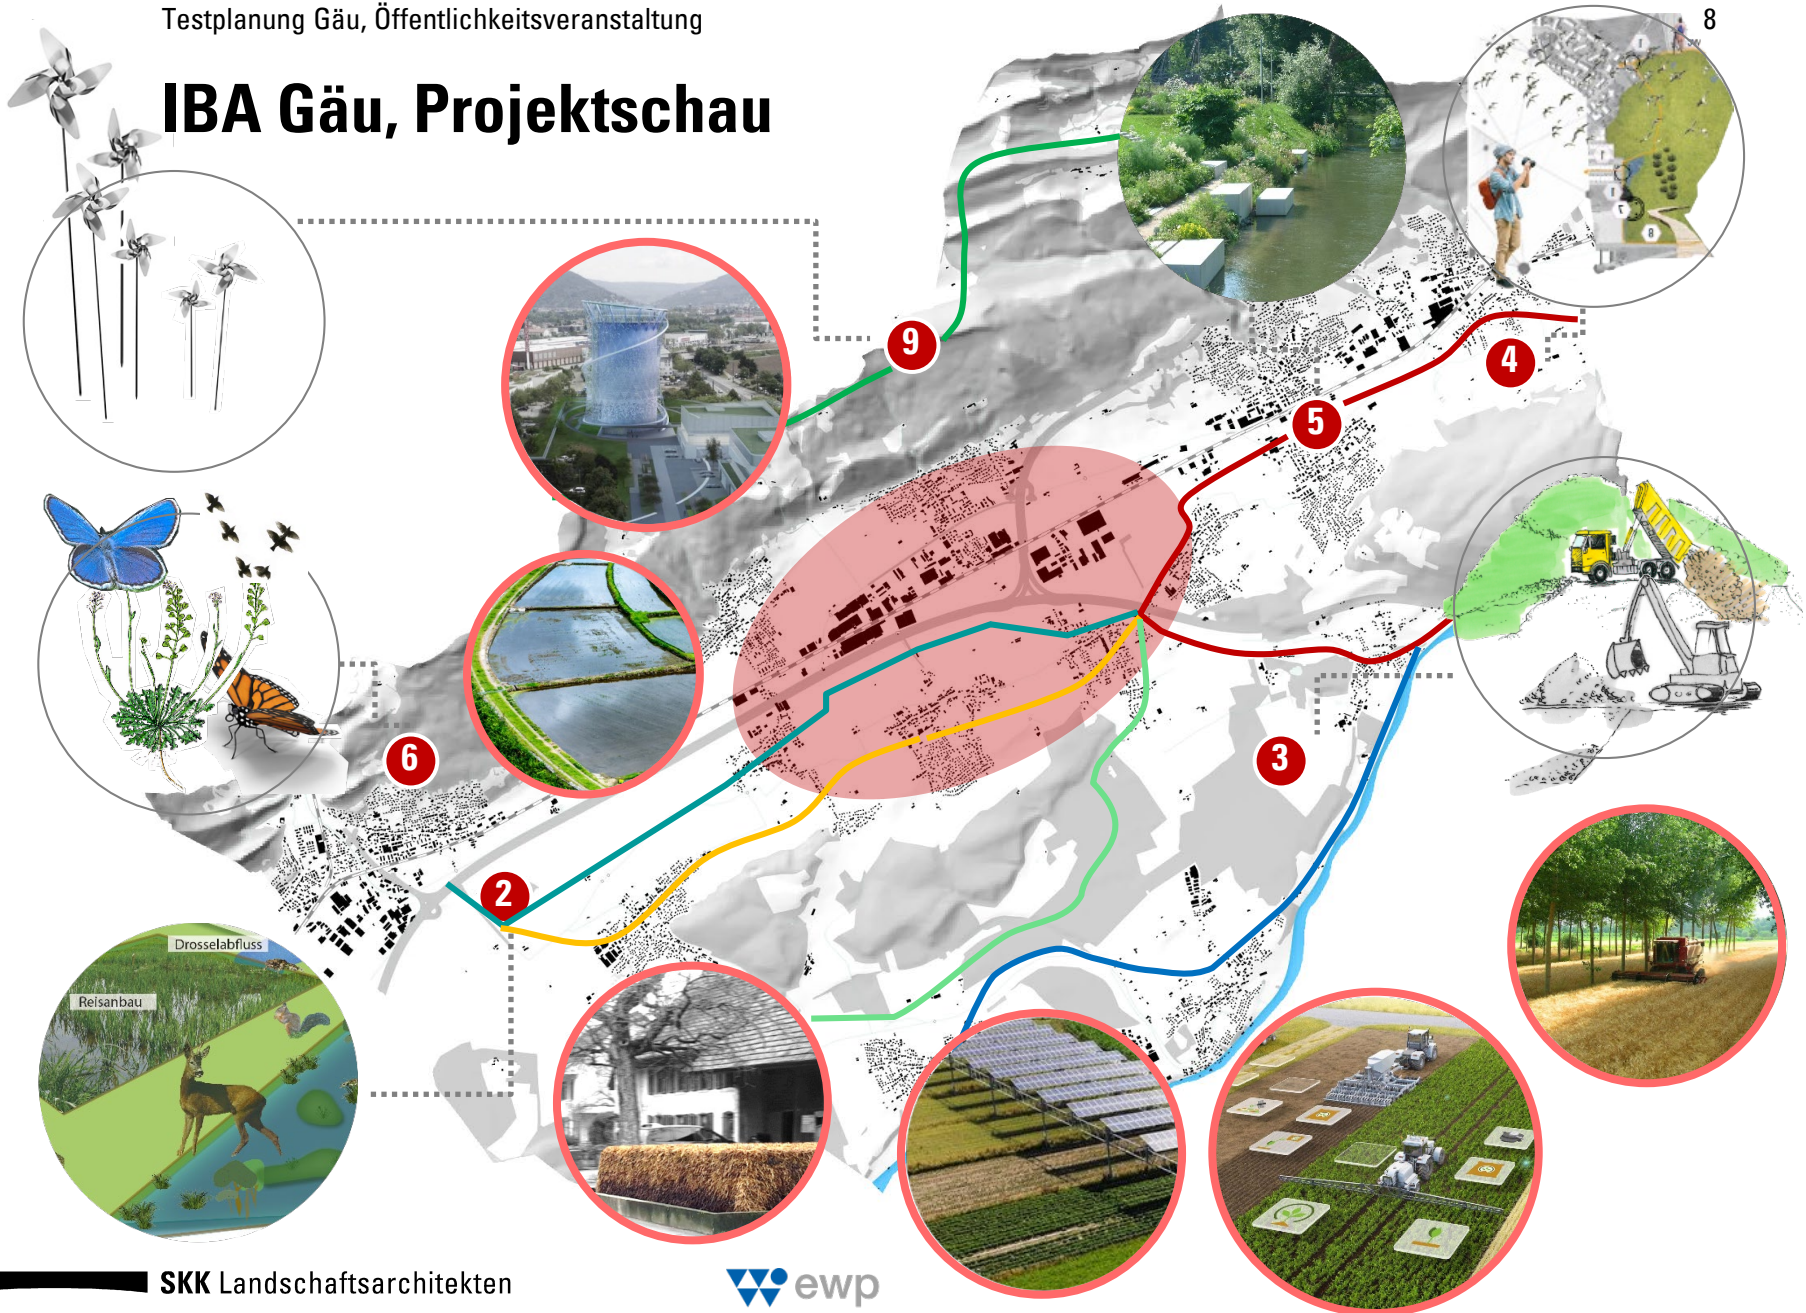 Testplanung Gäu, Öffentlichkeitsveranstaltung
8
IBA Gäu, Projektschau
9
4
5
6
3
2
Drosselabfluss
Reisanbau
SKK Landschaftsarchitekten
ewp